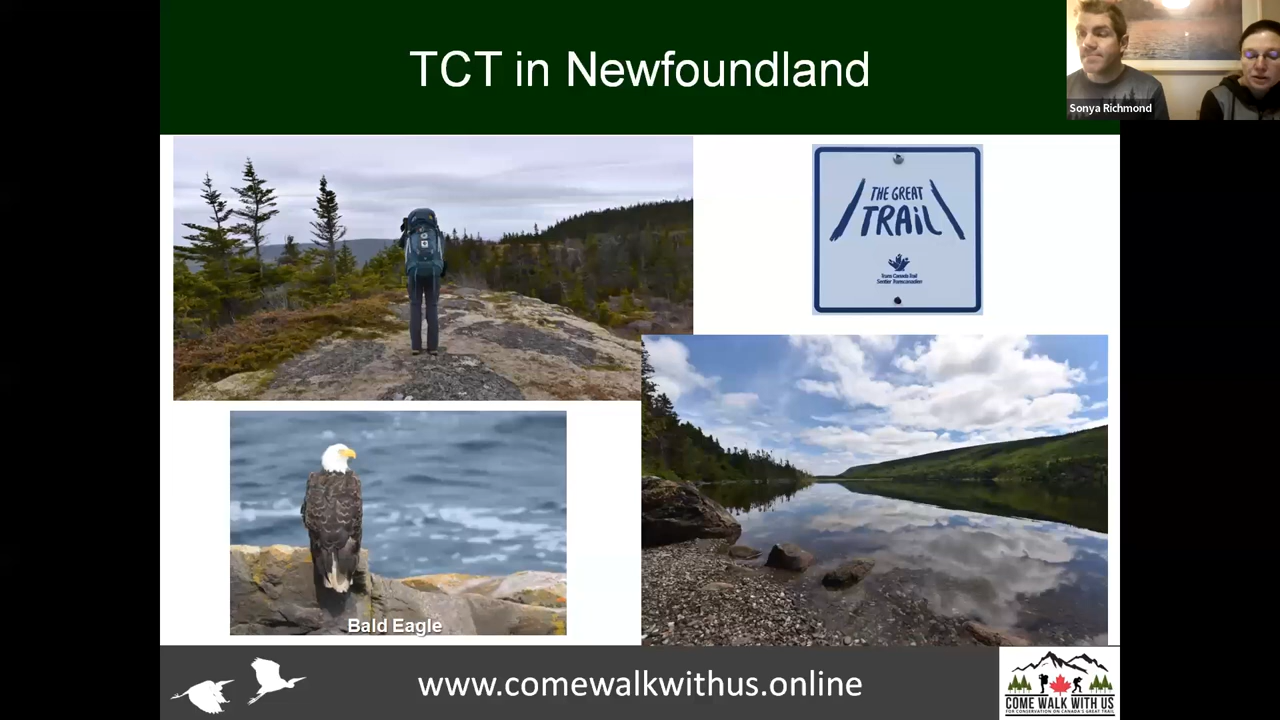 TCT in Newfoundland
Sonya Richmond
THE GREAT
TRAIL
Trans Canada Trail
Sentier Transcanadien
Bald Eagle
www.comewalkwithus.online
COME WALK WITH US
FOR CONSERVATION ON CANADA'S GREAT TRAIL